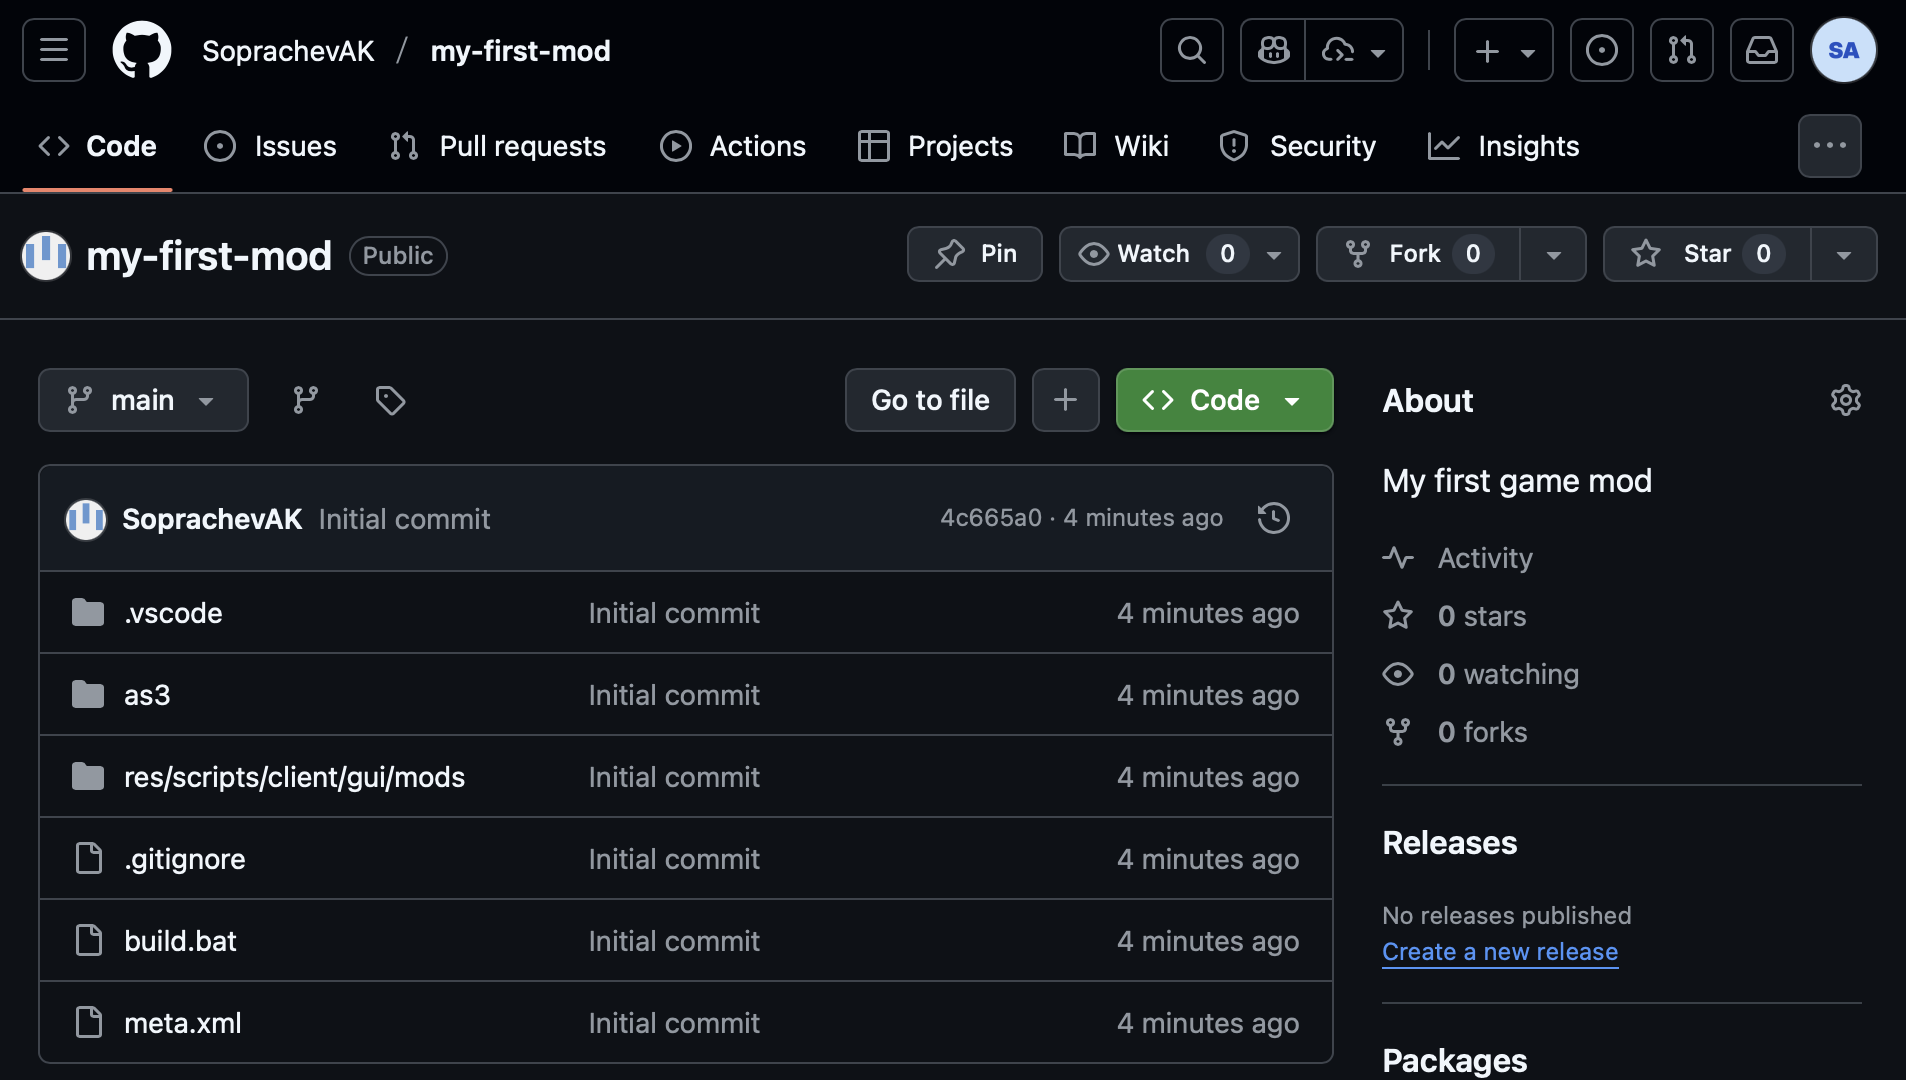 SoprachevAK / my-first-mod
SA
Code Issues Pull requests Actions Projects Wiki Security Insights
my-first-mod Public
Pin Watch 0 Fork 0 Star 0
main Go to file Code
SoprachevAK Initial commit 4c665a0 · 4 minutes ago
.vscode Initial commit 4 minutes ago
as3 Initial commit 4 minutes ago
res/scripts/client/gui/mods Initial commit 4 minutes ago
.gitignore Initial commit 4 minutes ago
build.bat Initial commit 4 minutes ago
meta.xml Initial commit 4 minutes ago
About
My first game mod
Activity
0 stars
0 watching
0 forks
Releases
No releases published
Create a new release
Packages